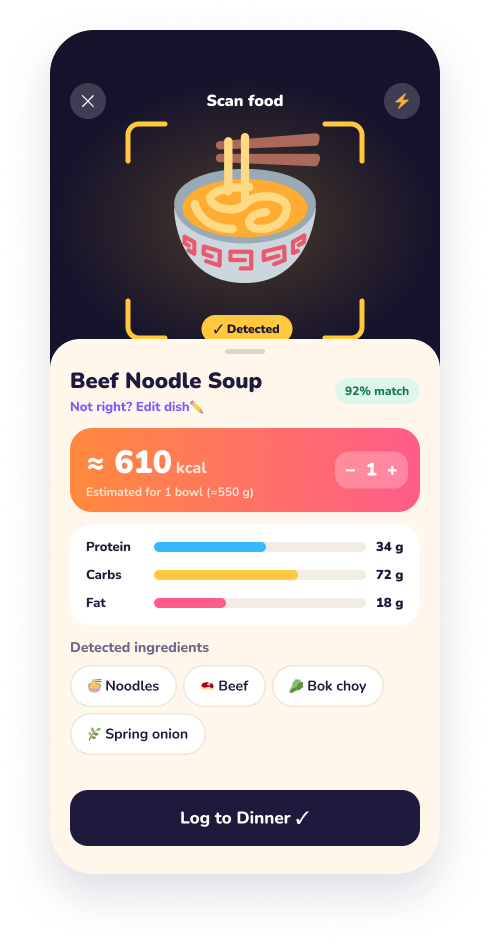 Scan food
✓ Detected
Beef Noodle Soup
92% match
Not right? Edit dish✏️
≈ 610 kcal
− 1 +
Estimated for 1 bowl (≈550 g)
Protein 34 g
Carbs 72 g
Fat 18 g
Detected ingredients
🍜 Noodles 🥩 Beef 🥬 Bok choy
🌿 Spring onion
Log to Dinner ✓